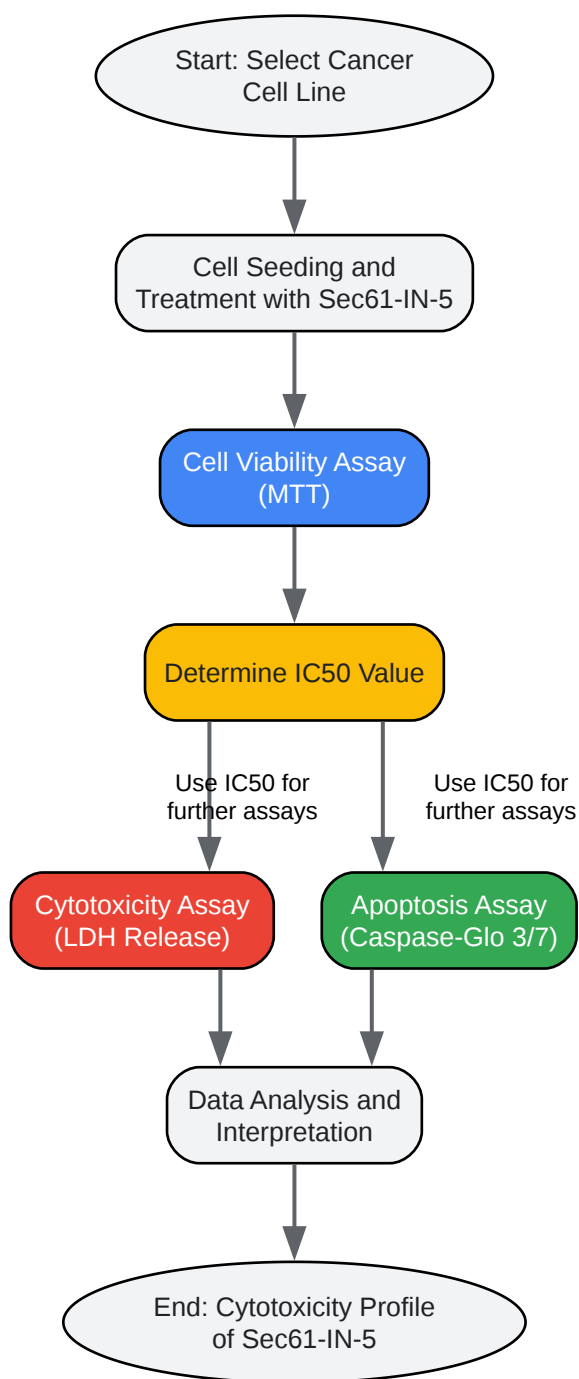 Start: Select Cancer
Cell Line
Cell Seeding and
Treatment with Sec61-IN-5
Cell Viability Assay
(MTT)
Determine IC50 Value
Use IC50 for
further assays
Use IC50 for
further assays
Cytotoxicity Assay
(LDH Release)
Apoptosis Assay
(Caspase-Glo 3/7)
Data Analysis and
Interpretation
End: Cytotoxicity Profile
of Sec61-IN-5